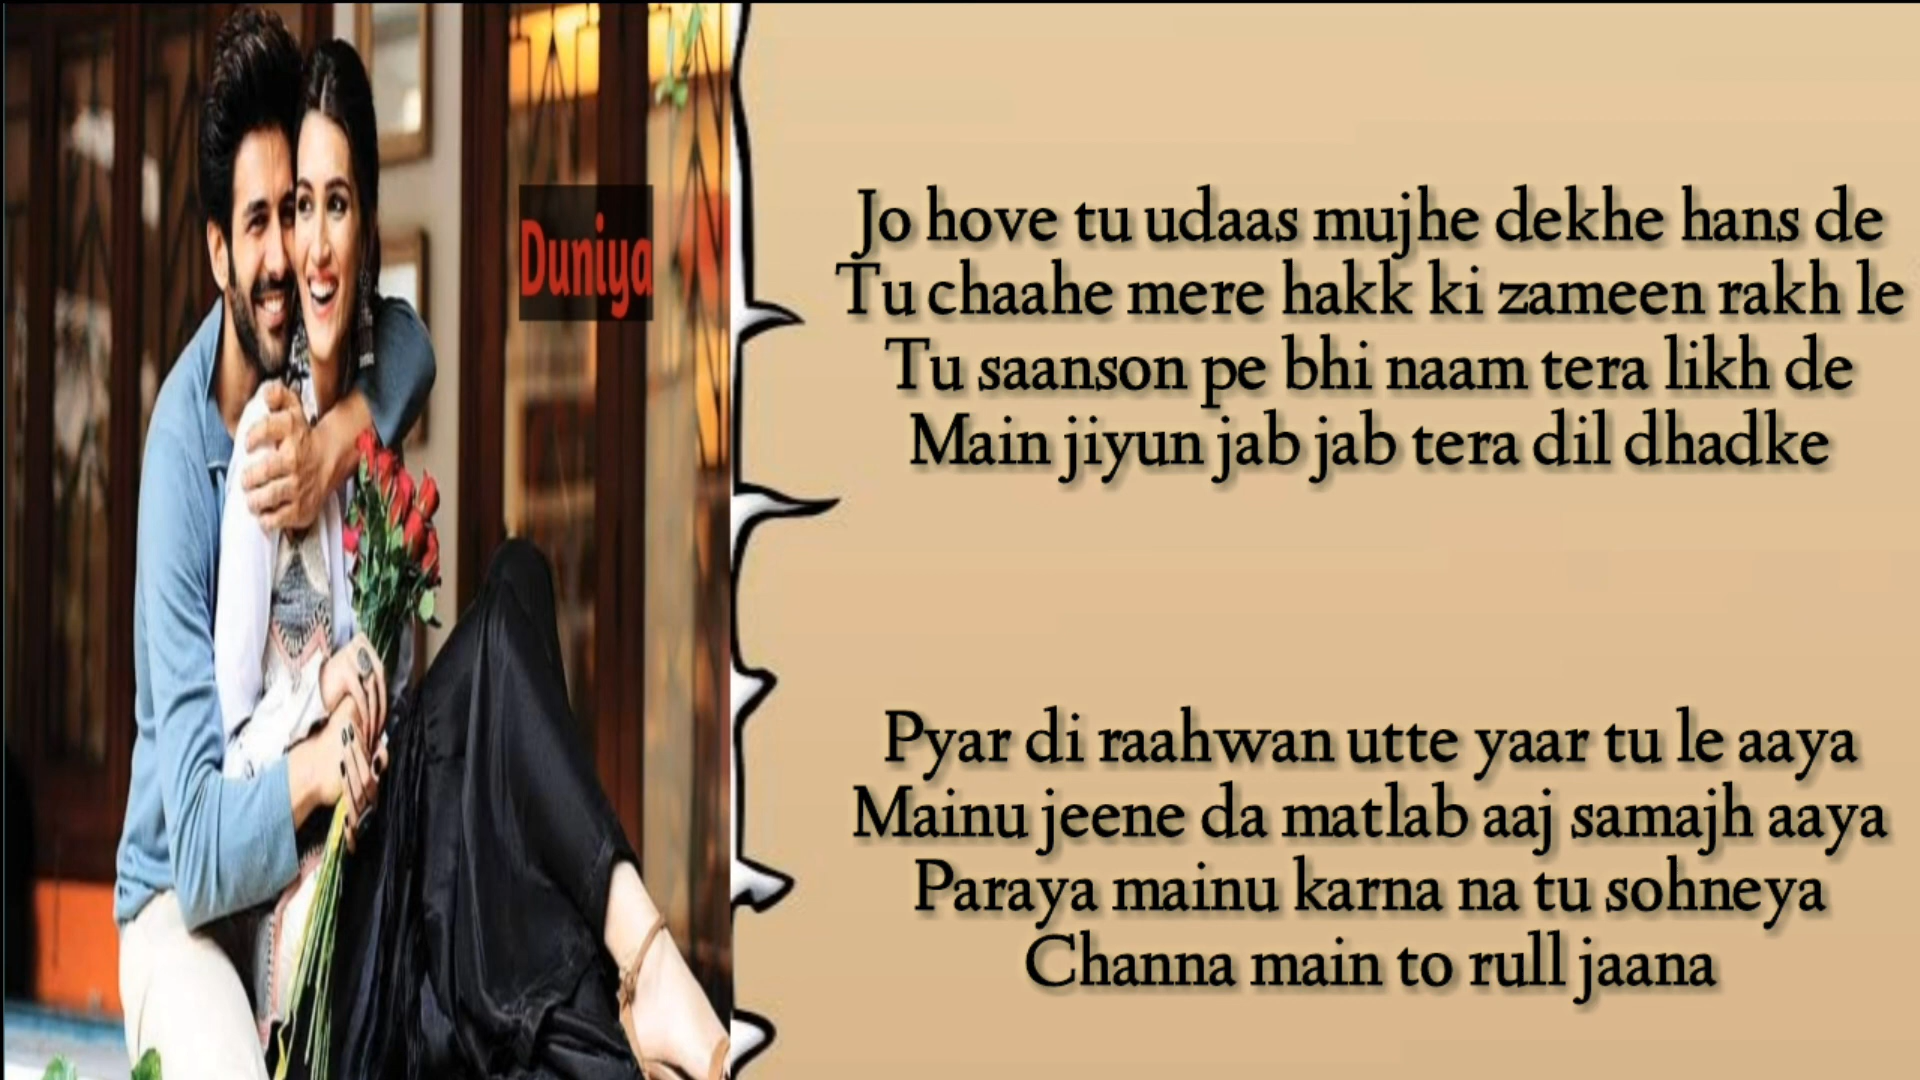 Duniya
Jo hove tu udaas mujhe dekhe hans de
Tu chaahe mere hakk ki zameen rakh le
Tu saanson pe bhi naam tera likh de
Main jiyun jab jab tera dil dhadke
Pyar di raahwan utte yaar tu le aaya
Mainu jeene da matlab aaj samajh aaya
Paraya mainu karna na tu sohneya
Channa main to rull jaana